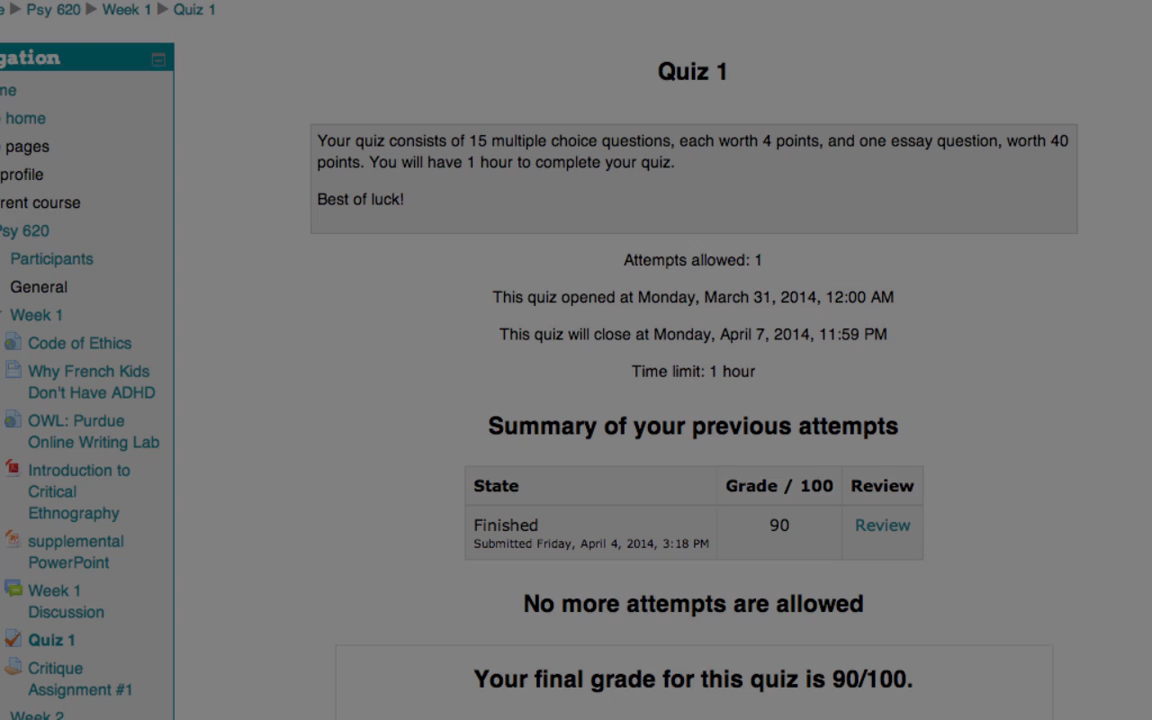 Psy 620 Week 1 Quiz 1
Quiz 1
Your quiz consists of 15 multiple choice questions, each worth 4 points, and one essay question, worth 40
points. You will have 1 hour to complete your quiz.
Best of luck!
Attempts allowed: 1
This quiz opened at Monday, March 31, 2014, 12:00 AM
This quiz will close at Monday, April 7, 2014, 11:59 PM
Time limit: 1 hour
Summary of your previous attempts
State Grade / 100 Review
Finished 90 Review
Submitted Friday, April 4, 2014, 3:18 PM
No more attempts are allowed
Your final grade for this quiz is 90/100.
home
pages
profile
course
Psy 620
Participants
General
Week 1
Code of Ethics
Why French Kids
Don't Have ADHD
OWL: Purdue
Online Writing Lab
Introduction to
Critical
Ethnography
supplemental
PowerPoint
Week 1
Discussion
Quiz 1
Critique
Assignment #1
Week 2